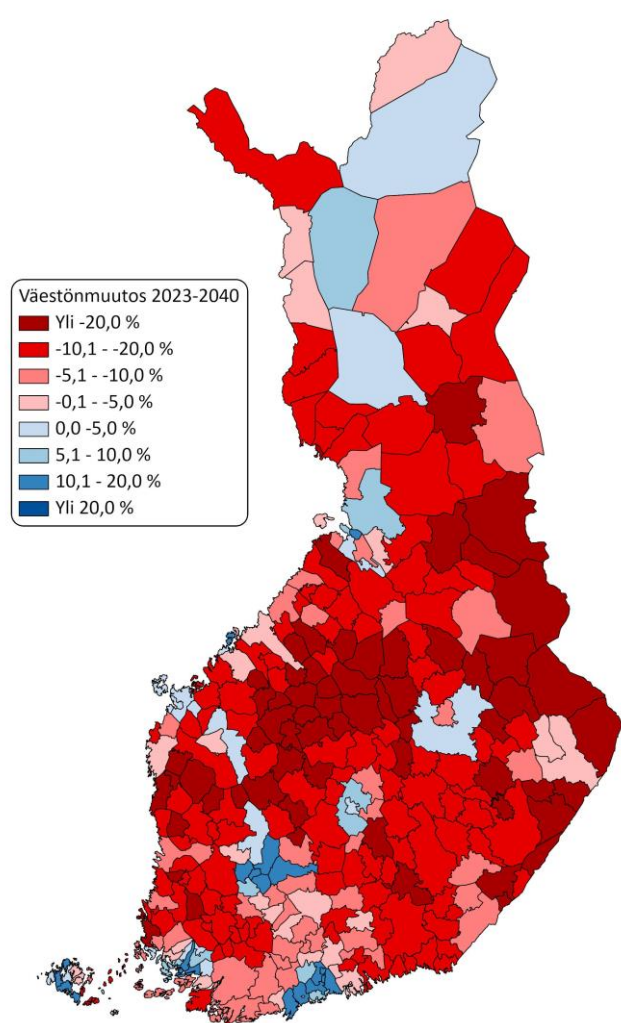 Väestönmuutos 2023-2040
Yli -20,0 %
-10,1 - -20,0 %
-5,1 - -10,0 %
-0,1 - -5,0 %
0,0 -5,0 %
5,1 - 10,0 %
10,1 - 20,0 %
Yli 20,0 %